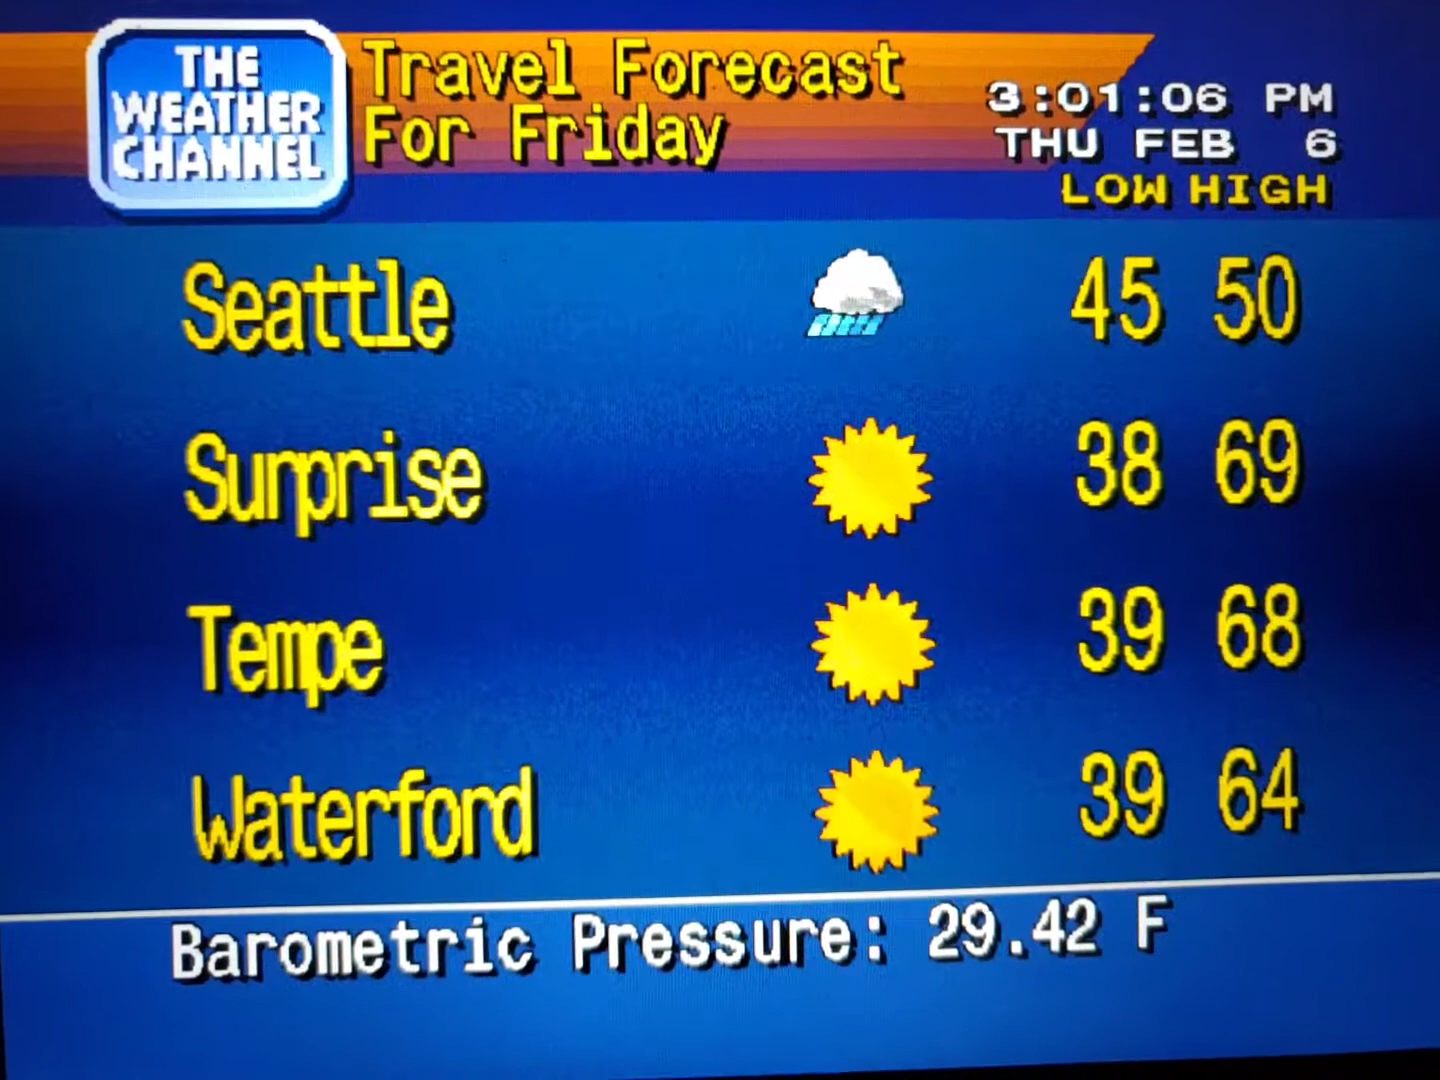 THE
WEATHER
CHANNEL
Travel Forecast
For Friday
3:01:06 PM
THU FEB 6
LOW HIGH
Seattle 45 50
Surprise 38 69
Tempe 39 68
Waterford 39 64
Barometric Pressure: 29.42 F